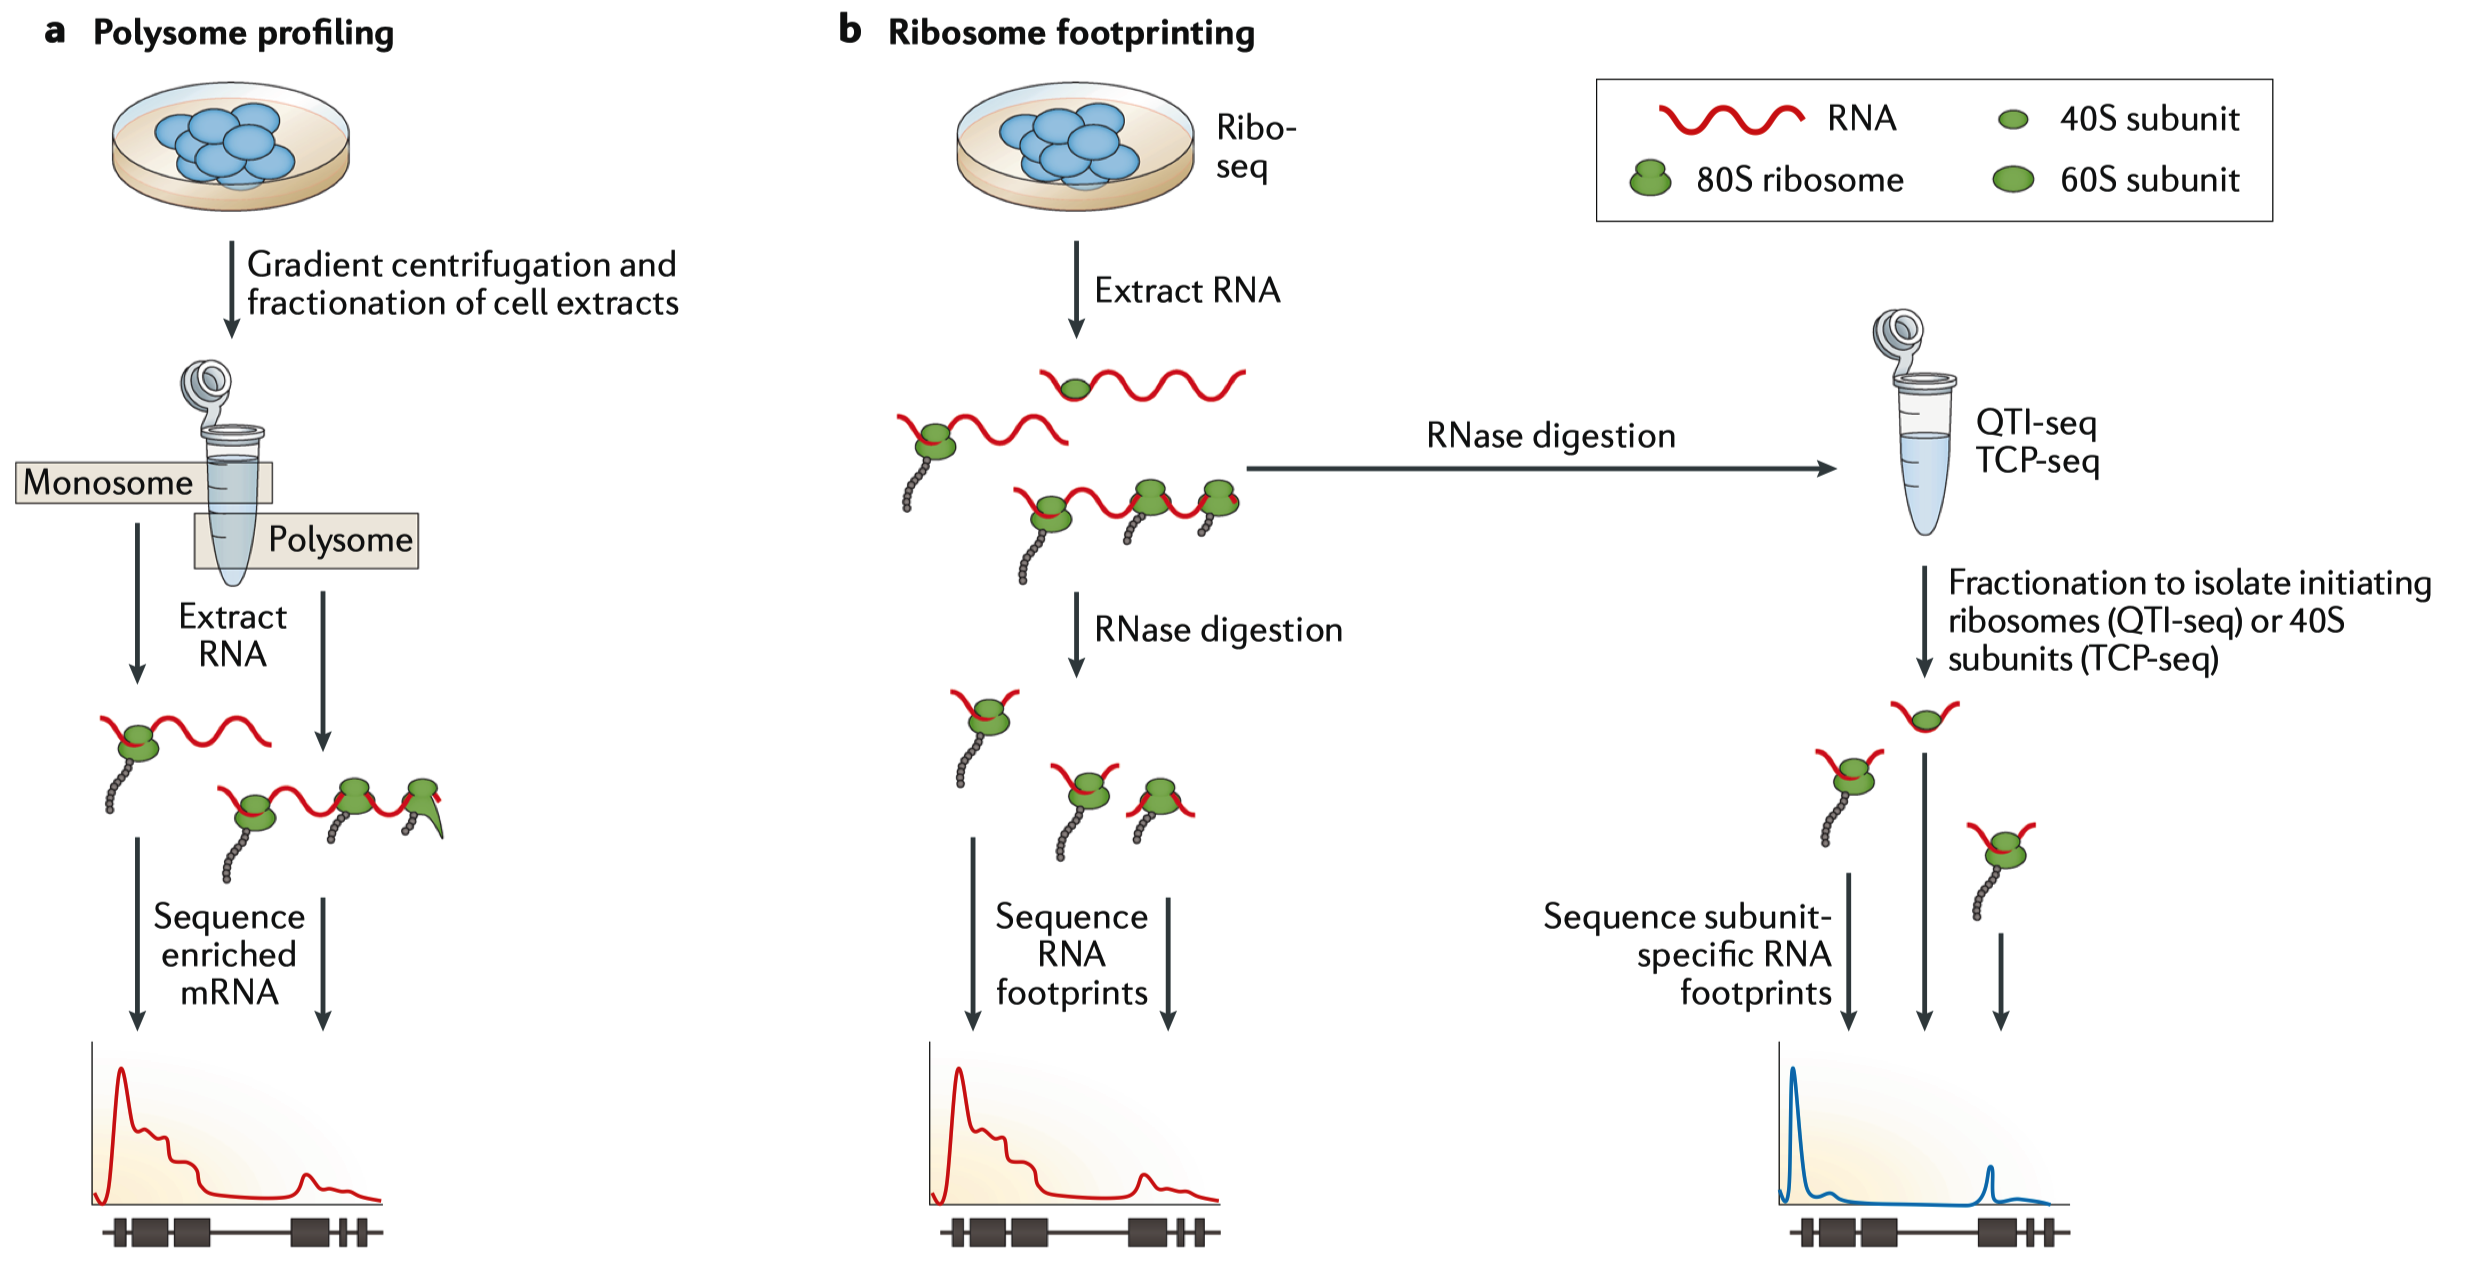 a Polysome profiling
Gradient centrifugation and
fractionation of cell extracts
Monosome
Polysome
Extract
RNA
Sequence
enriched
mRNA
b Ribosome footprinting
Ribo-
seq
Extract RNA
RNase digestion
Sequence
RNA
footprints
RNA
40S subunit
80S ribosome
60S subunit
RNase digestion
QTI-seq
TCP-seq
Fractionation to isolate initiating
ribosomes (QTI-seq) or 40S
subunits (TCP-seq)
Sequence subunit-
specific RNA
footprints